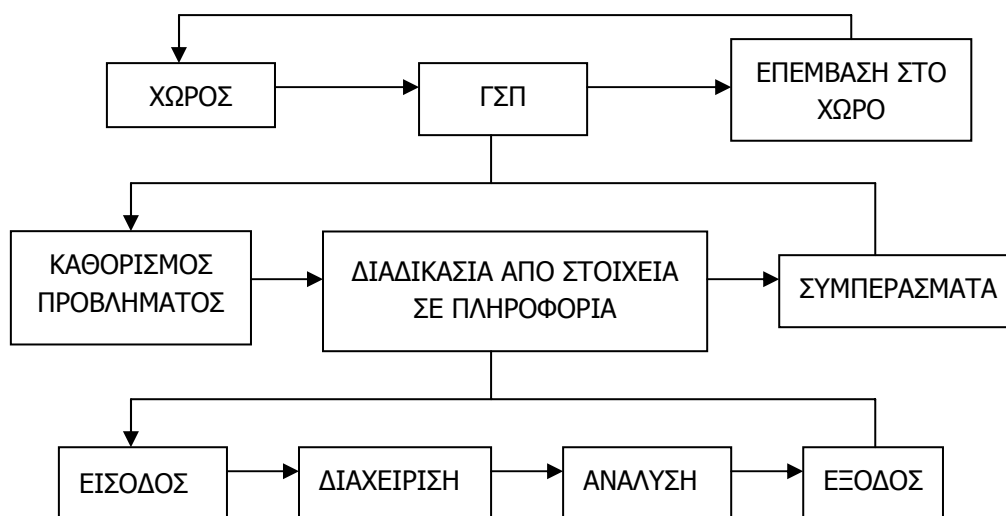 ΧΩΡΟΣ
ΓΣΠ
ΕΠΕΜΒΑΣΗ ΣΤΟ
ΧΩΡΟ
ΚΑΘΟΡΙΣΜΟΣ
ΠΡΟΒΛΗΜΑΤΟΣ
ΔΙΑΔΙΚΑΣΙΑ ΑΠΟ ΣΤΟΙΧΕΙΑ
ΣΕ ΠΛΗΡΟΦΟΡΙΑ
ΣΥΜΠΕΡΑΣΜΑΤΑ
ΕΙΣΟΔΟΣ
ΔΙΑΧΕΙΡΙΣΗ
ΑΝΑΛΥΣΗ
ΕΞΟΔΟΣ